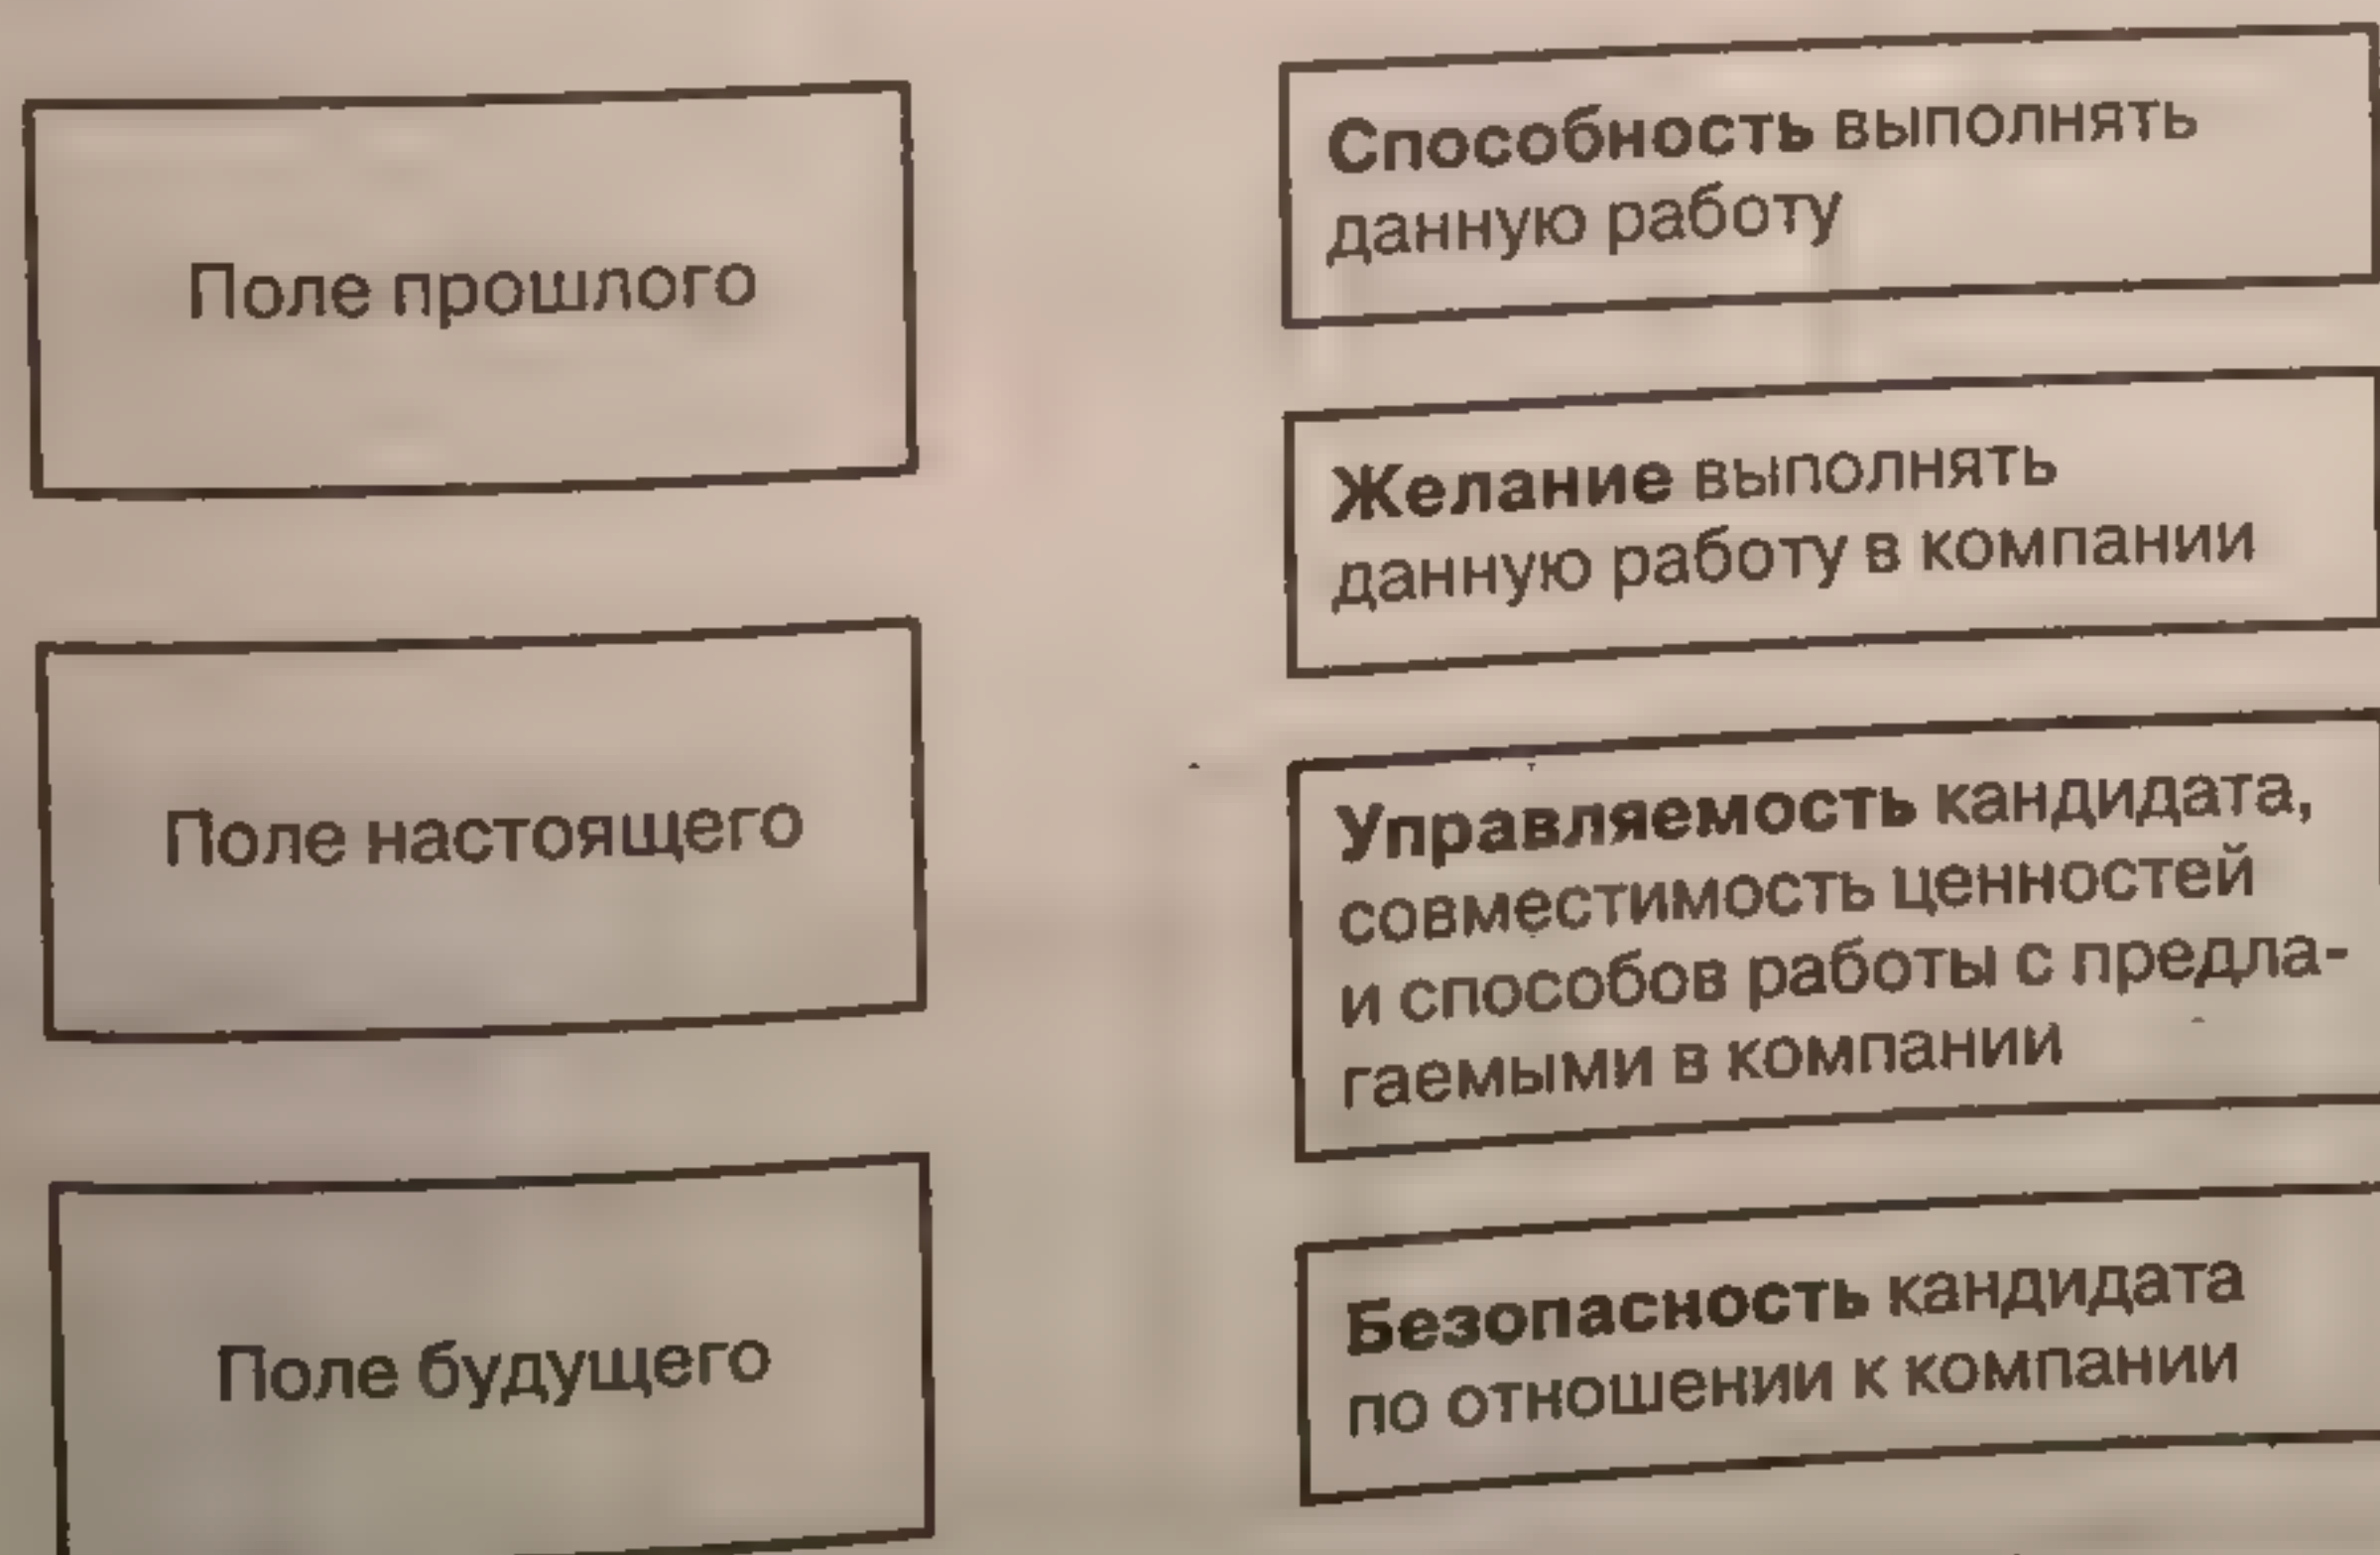 Поле прошлого
Поле настоящего
Поле будущего
Способность выполнять
данную работу
Желание выполнять
данную работу в компании
Управляемость кандидата,
совместимость ценностей
и способов работы с предла-
гаемыми в компании
Безопасность кандидата
по отношении к компании